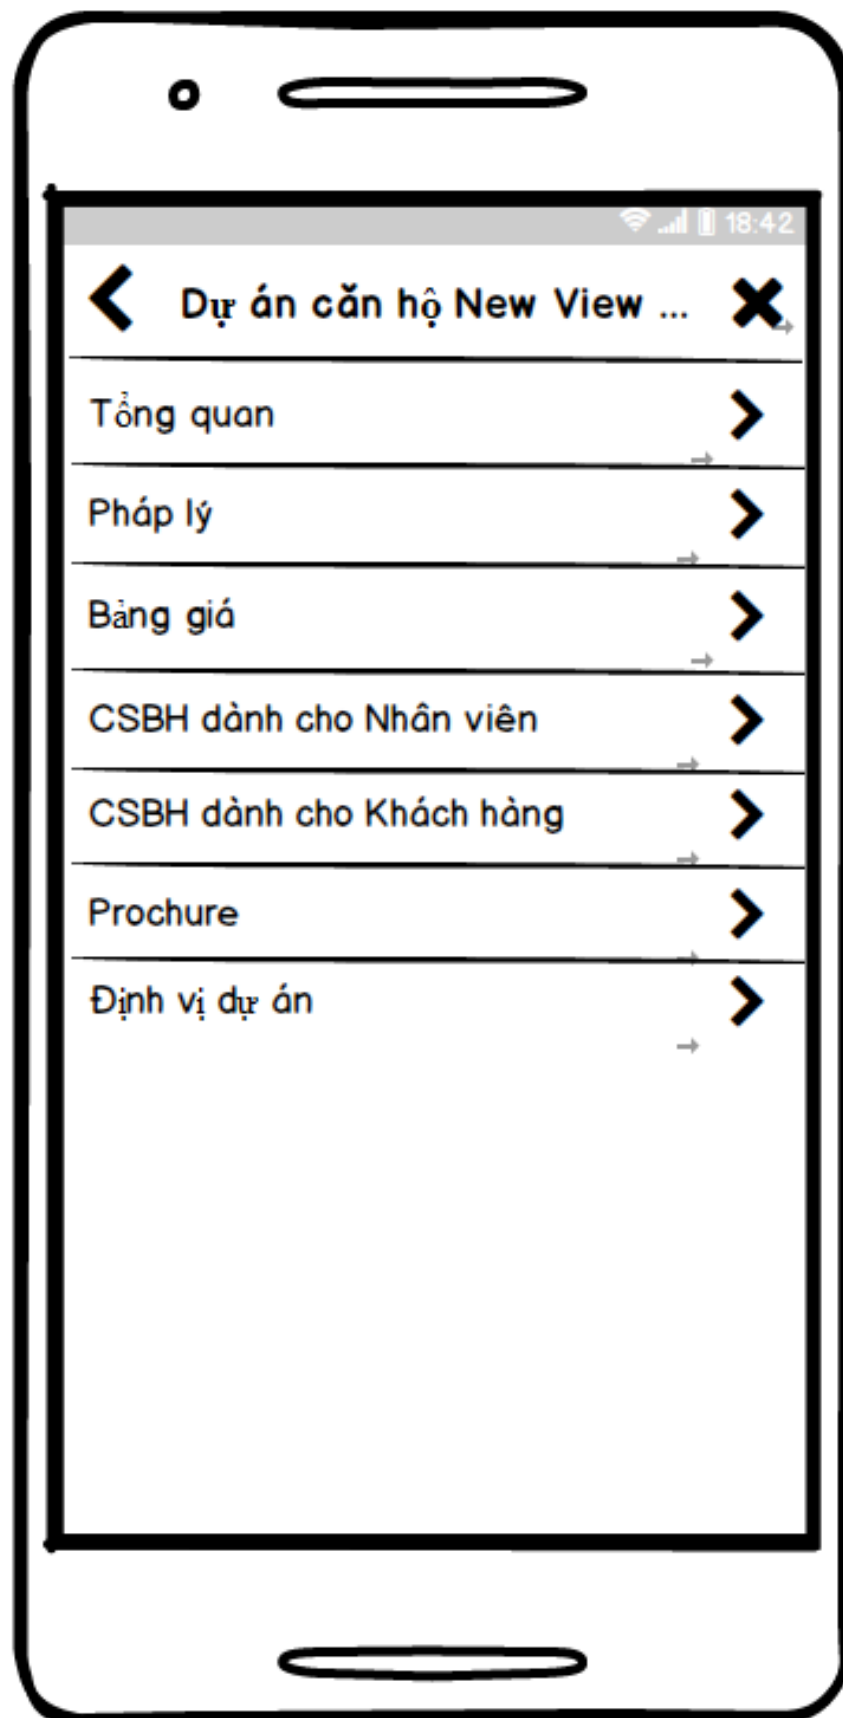 18:42
Dự án căn hộ New View ...
Tổng quan
Pháp lý
Bảng giá
CSBH dành cho Nhân viên
CSBH dành cho Khách hàng
Prochure
Định vị dự án